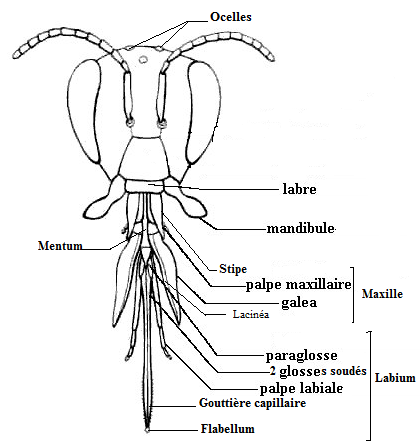 Ocelles
labre
mandibule
Mentum
Stipe
palpe maxillaire
galea
Maxille
Lacinéa
paraglosse
2 glosses soudés
palpe labiale
Labium
Gouttière capillaire
Flabellum